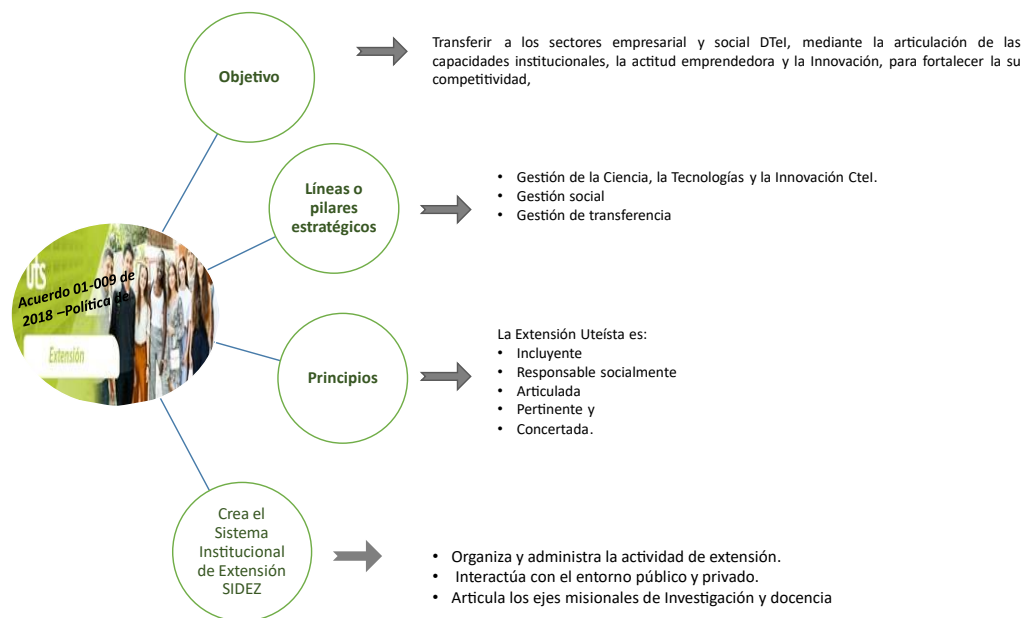 Objetivo
Transferir a los sectores empresarial y social DTeI, mediante la articulación de las
capacidades institucionales, la actitud emprendedora y la Innovación, para fortalecer la su
competitividad,
Líneas o
pilares
estratégicos
• Gestión de la Ciencia, la Tecnologías y la Innovación CteI.
• Gestión social
• Gestión de transferencia
uts
Acuerdo 01-009 de
2018 –Política de
Extensión
Principios
La Extensión Uteísta es:
• Incluyente
• Responsable socialmente
• Articulada
• Pertinente y
• Concertada.
Crea el
Sistema
Institucional
de Extensión
SIDEZ
• Organiza y administra la actividad de extensión.
• Interactúa con el entorno público y privado.
• Articula los ejes misionales de Investigación y docencia